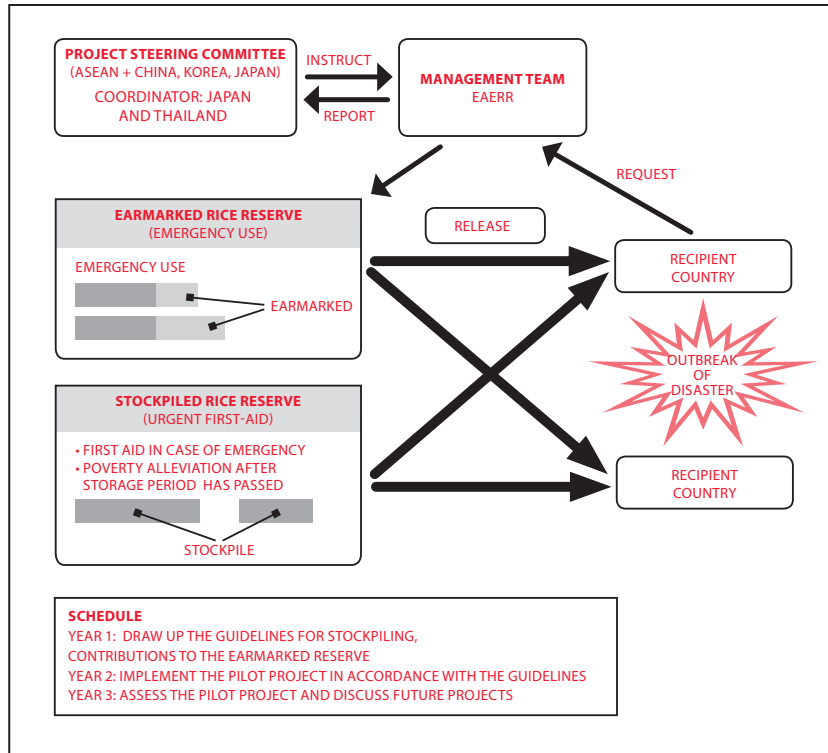 PROJECT STEERING COMMITTEE
(ASEAN + CHINA, KOREA, JAPAN)
COORDINATOR: JAPAN
AND THAILAND
INSTRUCT
REPORT
MANAGEMENT TEAM
EAERR
REQUEST
EARMARKED RICE RESERVE
(EMERGENCY USE)
EMERGENCY USE
EARMARKED
RELEASE
RECIPIENT
COUNTRY
OUTBREAK
OF
DISASTER
STOCKPILED RICE RESERVE
(URGENT FIRST-AID)
• FIRST AID IN CASE OF EMERGENCY
• POVERTY ALLEVIATION AFTER
STORAGE PERIOD HAS PASSED
STOCKPILE
RECIPIENT
COUNTRY
SCHEDULE
YEAR 1: DRAW UP THE GUIDELINES FOR STOCKPILING,
CONTRIBUTIONS TO THE EARMARKED RESERVE
YEAR 2: IMPLEMENT THE PILOT PROJECT IN ACCORDANCE WITH THE GUIDELINES
YEAR 3: ASSESS THE PILOT PROJECT AND DISCUSS FUTURE PROJECTS